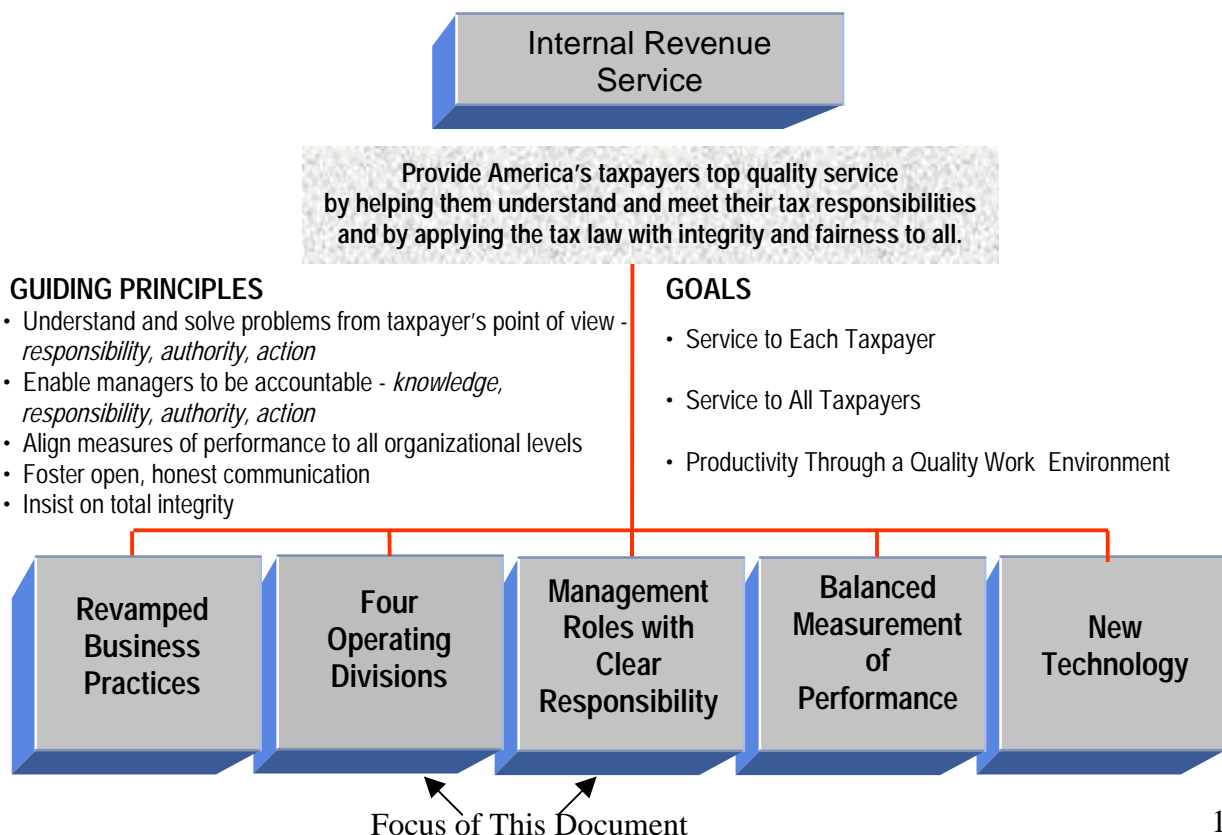 Internal Revenue
Service
Provide America’s taxpayers top quality service
by helping them understand and meet their tax responsibilities
and by applying the tax law with integrity and fairness to all.
GUIDING PRINCIPLES
• Understand and solve problems from taxpayer’s point of view -
responsibility, authority, action
• Enable managers to be accountable - knowledge,
responsibility, authority, action
• Align measures of performance to all organizational levels
• Foster open, honest communication
• Insist on total integrity
GOALS
• Service to Each Taxpayer
• Service to All Taxpayers
• Productivity Through a Quality Work Environment
Revamped
Business
Practices
Four
Operating
Divisions
Management
Roles with
Clear
Responsibility
Balanced
Measurement
of
Performance
New
Technology
Focus of This Document
1